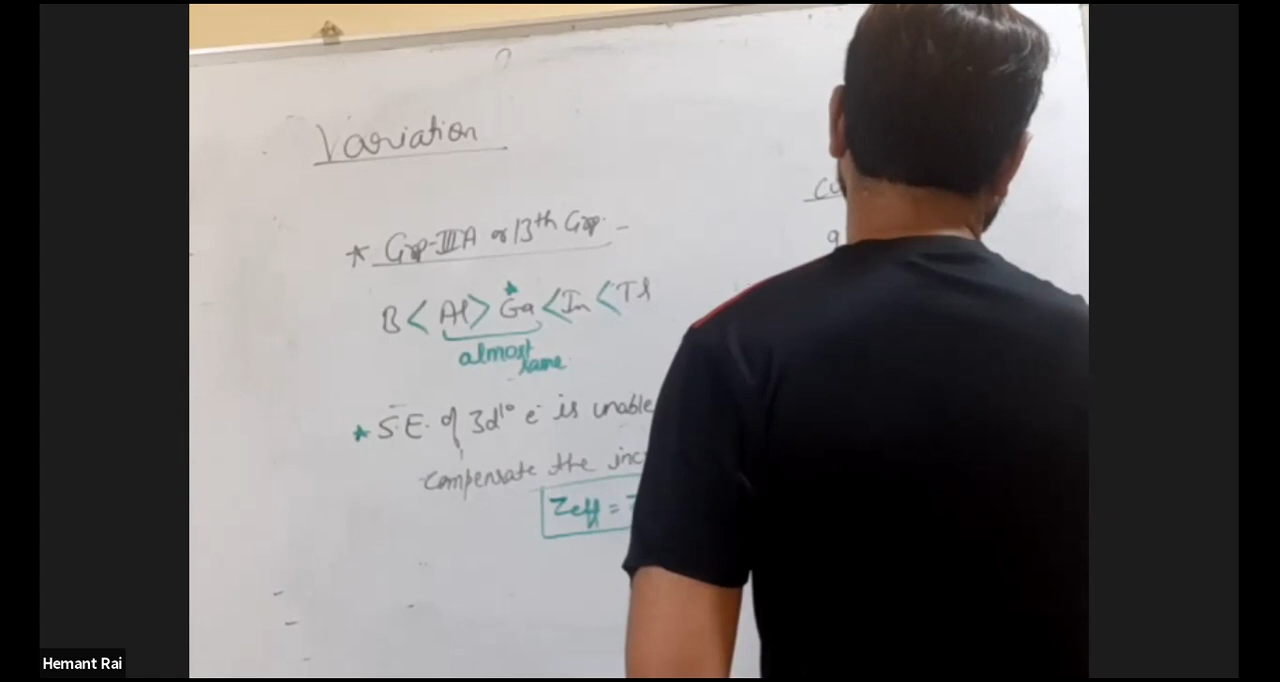 Variation
* Grp-IIIA or 13th Grp. -
B < Al > Ga < In < Tl
almost same
* S.E. of 3d¹⁰ e⁻ is unable
compensate the inc
Zeff =
Hemant Rai